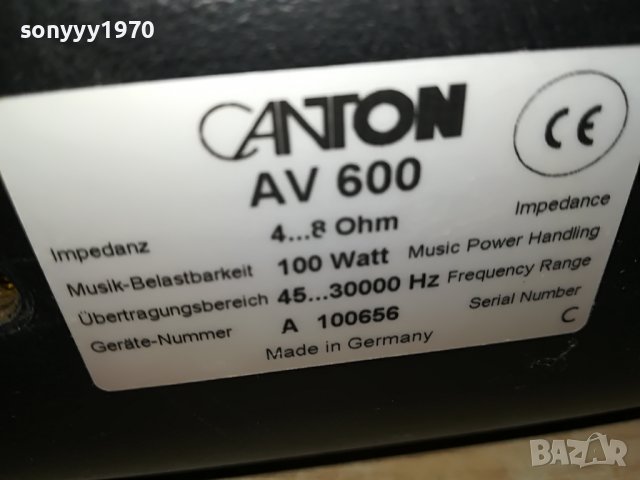 sonyyy1970
CANTON
CE
AV 600
Impedanz 4...8 Ohm Impedance
Musik-Belastbarkeit 100 Watt Music Power Handling
Übertragungsbereich 45...30000 Hz Frequency Range
Geräte-Nummer A 100656 Serial Number
C
Made in Germany
BAZAR